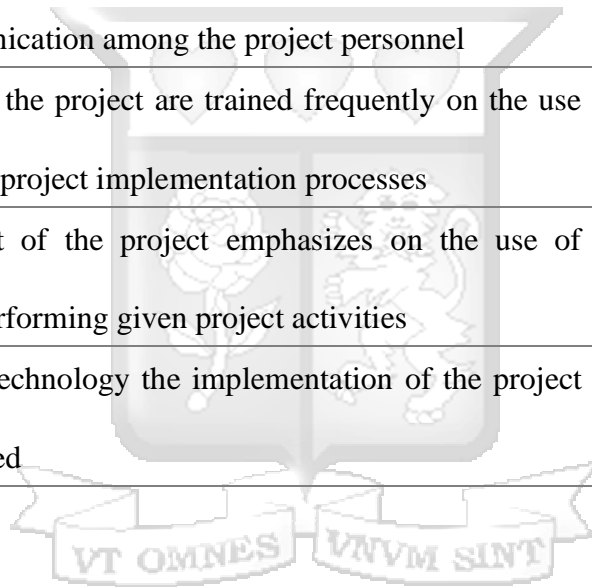 nication among the project personnel
the project are trained frequently on the use
project implementation processes
t of the project emphasizes on the use of
rforming given project activities
echnology the implementation of the project
ed
VT OMNES VNVM SINT